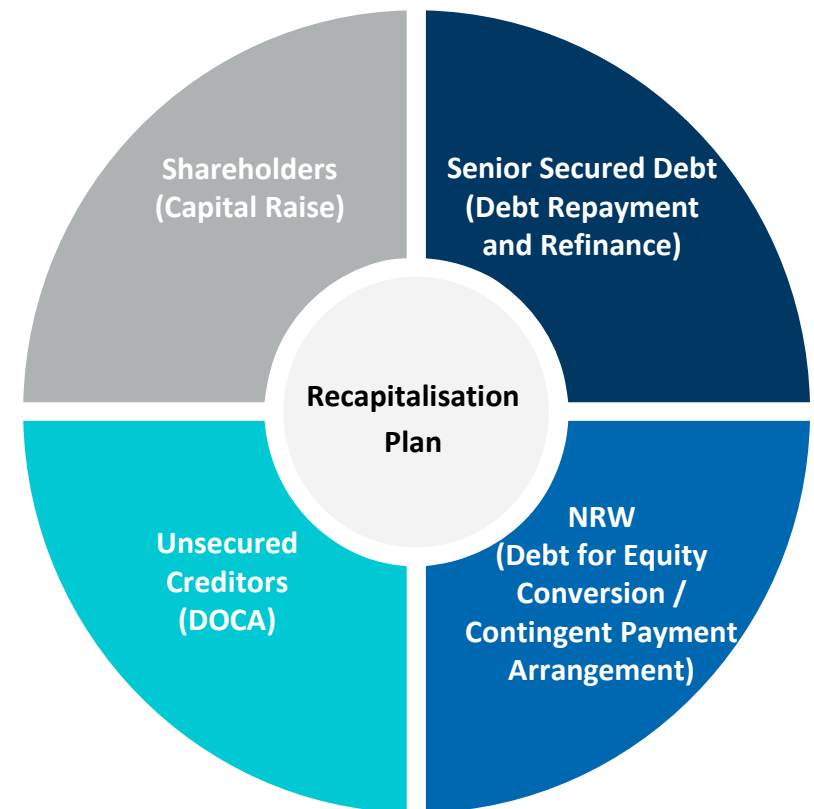 Shareholders
(Capital Raise)
Senior Secured Debt
(Debt Repayment
and Refinance)
Recapitalisation
Plan
Unsecured
Creditors
(DOCA)
NRW
(Debt for Equity
Conversion /
Contingent Payment
Arrangement)